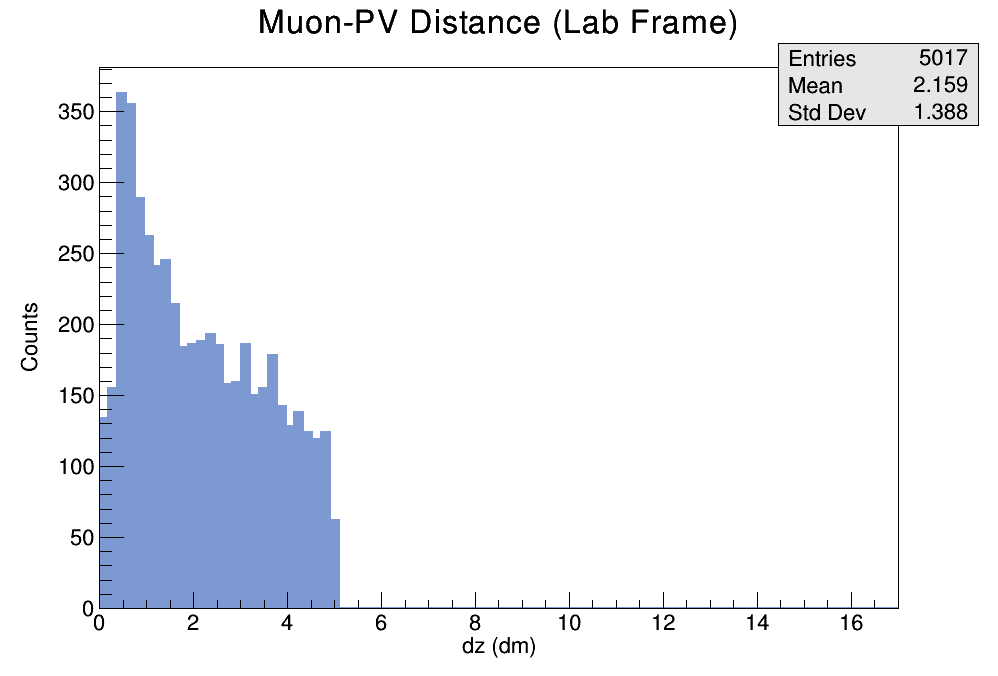 Muon-PV Distance (Lab Frame)
Entries 5017
Mean 2.159
Std Dev 1.388
350
300
250
200
150
100
50
0
Counts
0 2 4 6 8 10 12 14 16
dz (dm)